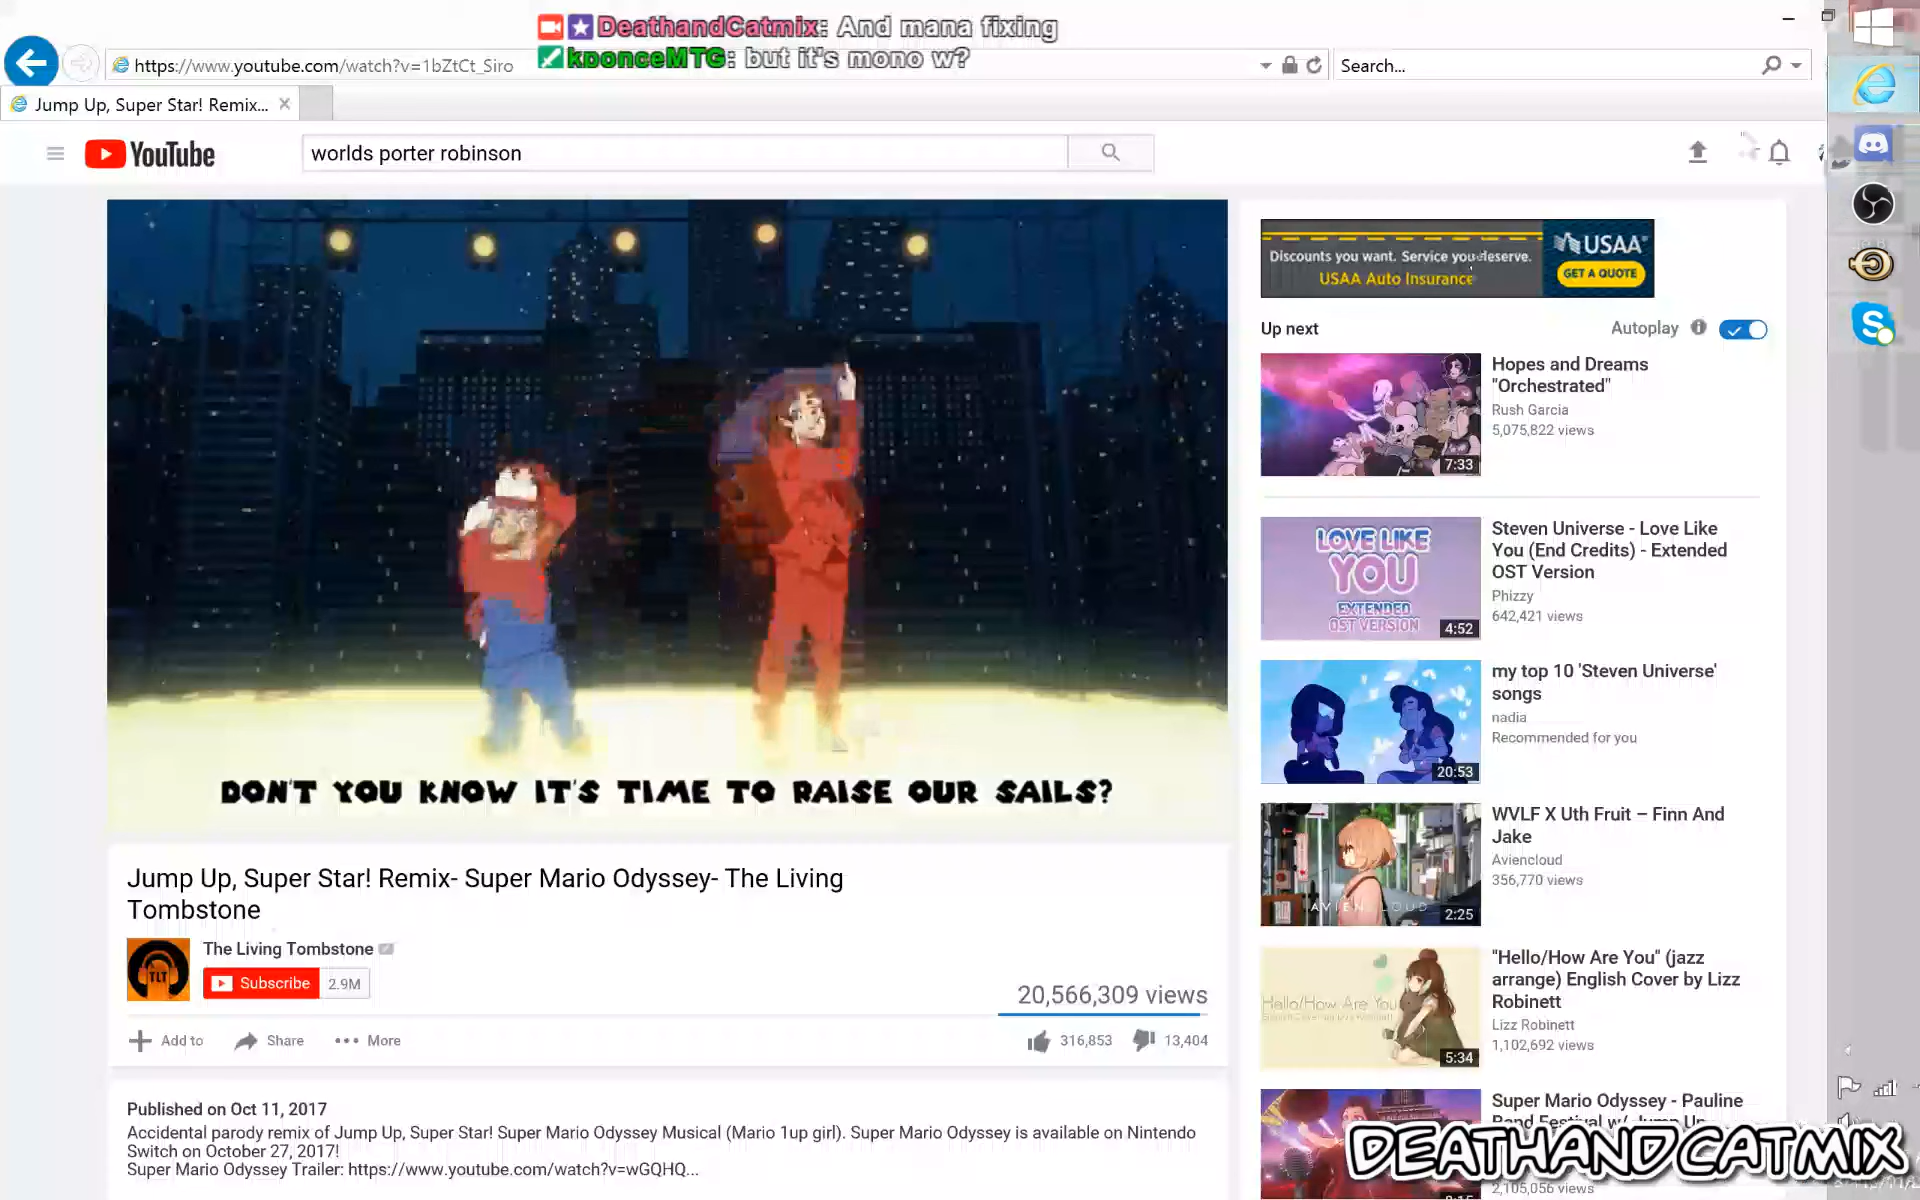 DeathandCatmix: And mana fixing
kponceMTG: but it's mono w?
https://www.youtube.com/watch?v=1bZtCt_Siro
Search...
Jump Up, Super Star! Remix...
YouTube
worlds porter robinson
Discounts you want. Service you deserve.
USAA Auto Insurance
USAA
GET A QUOTE
Up next
Autoplay
Hopes and Dreams
"Orchestrated"
Rush Garcia
5,075,822 views
7:33
LOVE LIKE
YOU
EXTENDED
OST VERSION
4:52
Steven Universe - Love Like
You (End Credits) - Extended
OST Version
Phizzy
642,421 views
my top 10 'Steven Universe'
songs
nadia
Recommended for you
20:53
WVLF X Uth Fruit – Finn And
Jake
Aviencloud
356,770 views
2:25
DON'T YOU KNOW IT'S TIME TO RAISE OUR SAILS?
Jump Up, Super Star! Remix- Super Mario Odyssey- The Living
Tombstone
TLT
The Living Tombstone
Subscribe
2.9M
20,566,309 views
Add to
Share
More
316,853
13,404
"Hello/How Are You" (jazz
arrange) English Cover by Lizz
Robinett
Lizz Robinett
1,102,692 views
Hello/How Are You
5:34
Published on Oct 11, 2017
Accidental parody remix of Jump Up, Super Star! Super Mario Odyssey Musical (Mario 1up girl). Super Mario Odyssey is available on Nintendo
Switch on October 27, 2017!
Super Mario Odyssey Trailer: https://www.youtube.com/watch?v=wGQHQ...
Super Mario Odyssey - Pauline
Band Festival w/ Jump Up
2,105,056 views
DEATHANDCATMIX